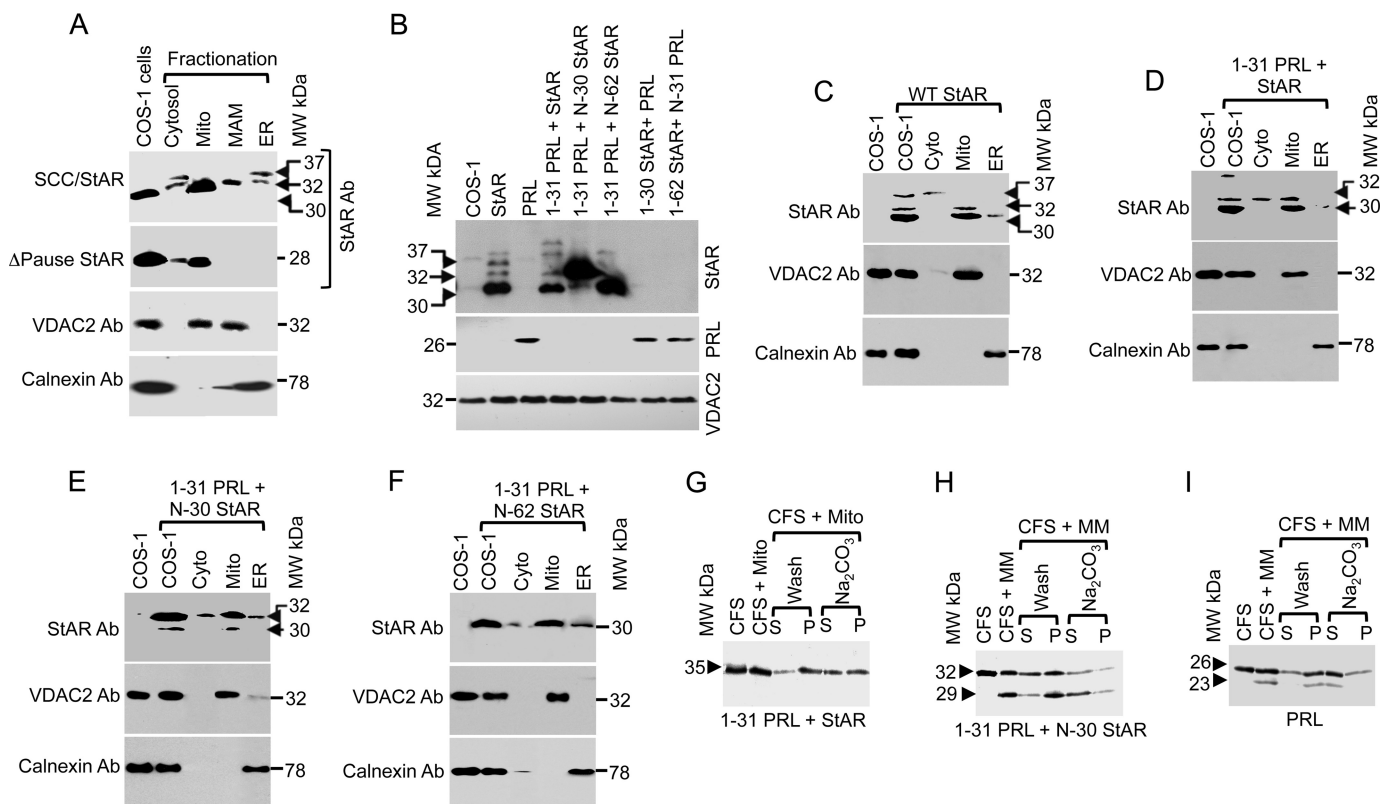 A
Fractionation
COS-1 cells
Cytosol
Mito
MAM
ER
MW kDa
SCC/StAR
37
32
30
ΔPause StAR
28
StAR Ab
VDAC2 Ab
32
Calnexin Ab
78
B
MW kDA
COS-1
StAR
PRL
1-31 PRL + StAR
1-31 PRL + N-30 StAR
1-31 PRL + N-62 StAR
1-30 StAR+ PRL
1-62 StAR+ N-31 PRL
37
32
30
StAR
26
PRL
32
VDAC2
C
WT StAR
COS-1
COS-1
Cyto
Mito
ER
MW kDa
StAR Ab
37
32
30
VDAC2 Ab
32
Calnexin Ab
78
D
1-31 PRL +
StAR
COS-1
COS-1
Cyto
Mito
ER
MW kDa
StAR Ab
32
30
VDAC2 Ab
32
Calnexin Ab
78
E
1-31 PRL +
N-30 StAR
COS-1
COS-1
Cyto
Mito
ER
MW kDa
StAR Ab
32
30
VDAC2 Ab
32
Calnexin Ab
78
F
1-31 PRL +
N-62 StAR
COS-1
COS-1
Cyto
Mito
ER
MW kDa
StAR Ab
30
VDAC2 Ab
32
Calnexin Ab
78
G
CFS + Mito
MW kDa
CFS
CFS + Mito
Wash
Na₂CO₃
S P S P
35
1-31 PRL + StAR
H
CFS + MM
MW kDa
CFS
CFS + MM
Wash
Na₂CO₃
S P S P
32
29
1-31 PRL + N-30 StAR
I
CFS + MM
MW kDa
CFS
CFS + MM
Wash
Na₂CO₃
S P S P
26
23
PRL